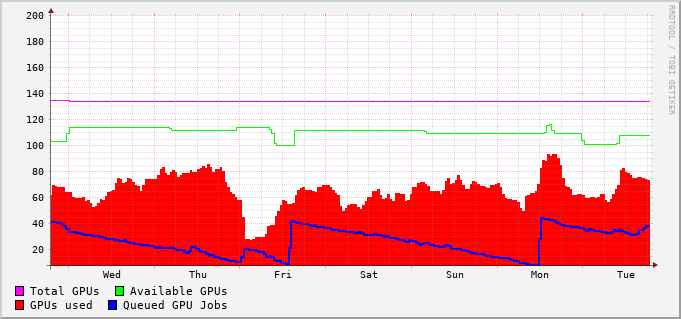 200
180
160
140
120
100
80
60
40
20
Wed Thu Fri Sat Sun Mon Tue
Total GPUs Available GPUs
GPUs used Queued GPU Jobs
RRDTOOL / TOBI OETIKER